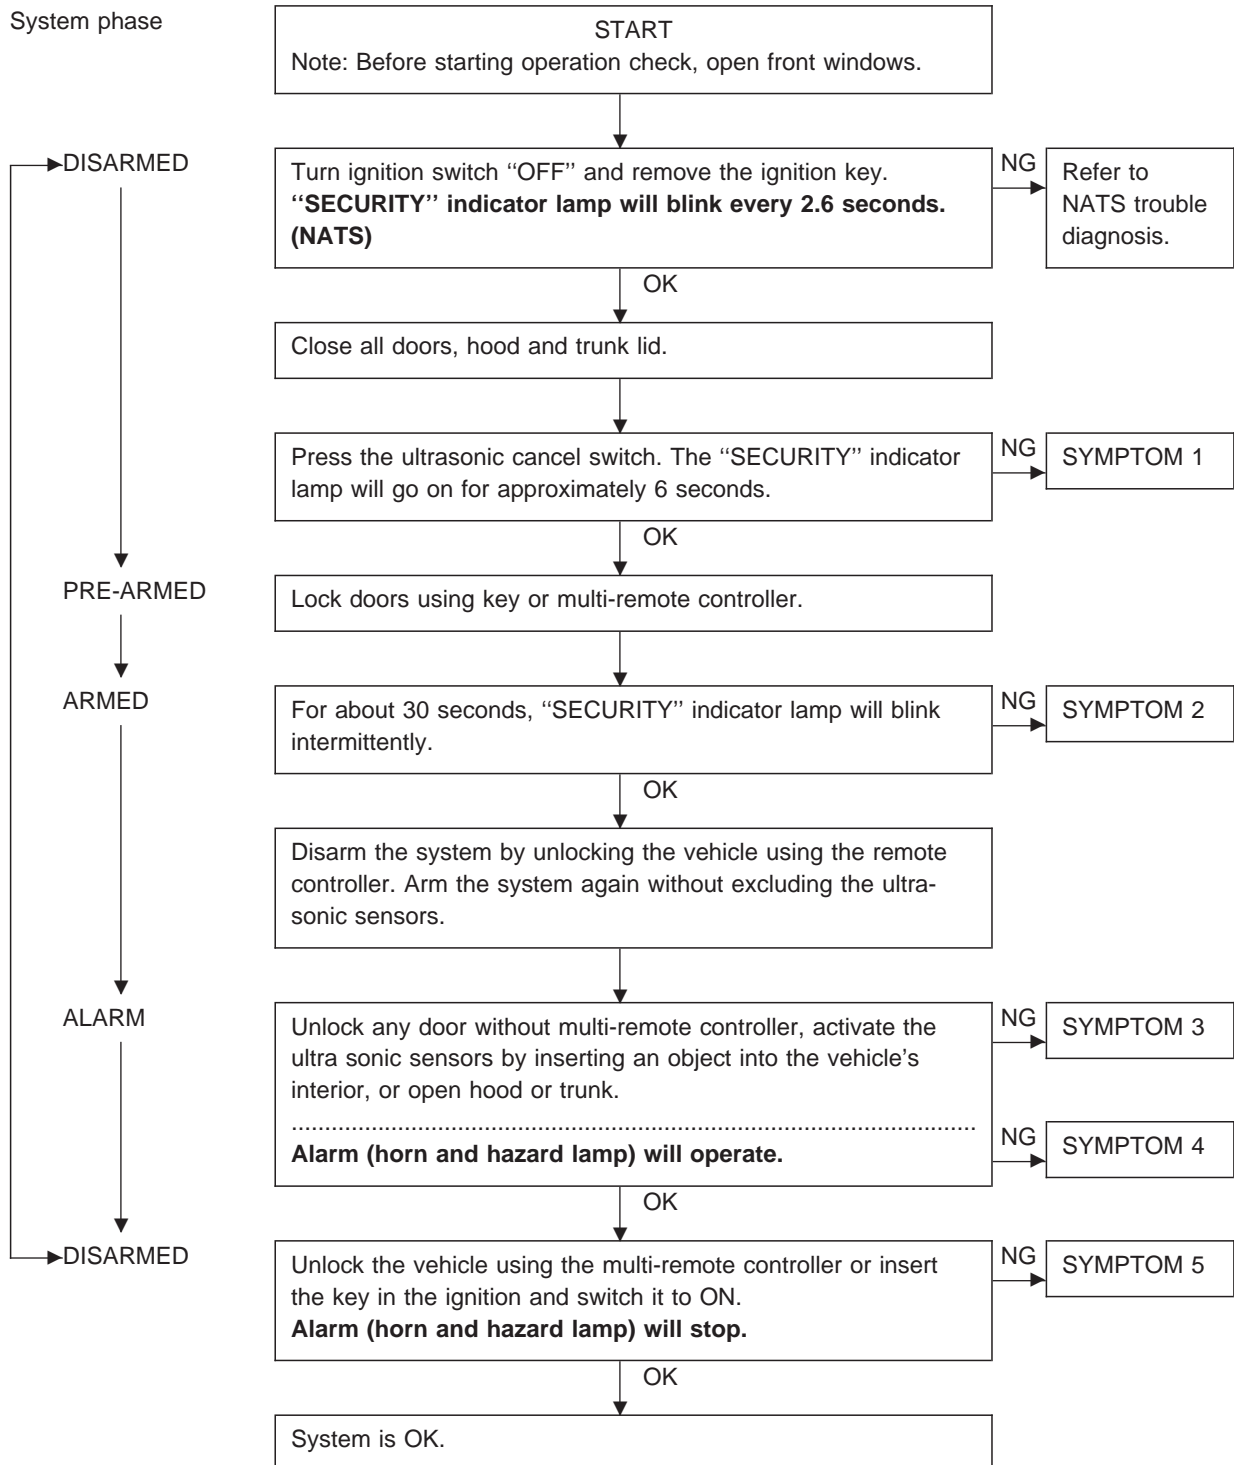 System phase
START
Note: Before starting operation check, open front windows.
DISARMED
Turn ignition switch ‘‘OFF’’ and remove the ignition key.
‘‘SECURITY’’ indicator lamp will blink every 2.6 seconds.
(NATS)
NG
Refer to
NATS trouble
diagnosis.
OK
Close all doors, hood and trunk lid.
Press the ultrasonic cancel switch. The ‘‘SECURITY’’ indicator
lamp will go on for approximately 6 seconds.
NG
SYMPTOM 1
OK
PRE-ARMED
Lock doors using key or multi-remote controller.
ARMED
For about 30 seconds, ‘‘SECURITY’’ indicator lamp will blink
intermittently.
NG
SYMPTOM 2
OK
Disarm the system by unlocking the vehicle using the remote
controller. Arm the system again without excluding the ultra-
sonic sensors.
ALARM
Unlock any door without multi-remote controller, activate the
ultra sonic sensors by inserting an object into the vehicle's
interior, or open hood or trunk.
NG
SYMPTOM 3
......................................................................................................
Alarm (horn and hazard lamp) will operate.
NG
SYMPTOM 4
OK
DISARMED
Unlock the vehicle using the multi-remote controller or insert
the key in the ignition and switch it to ON.
Alarm (horn and hazard lamp) will stop.
NG
SYMPTOM 5
OK
System is OK.